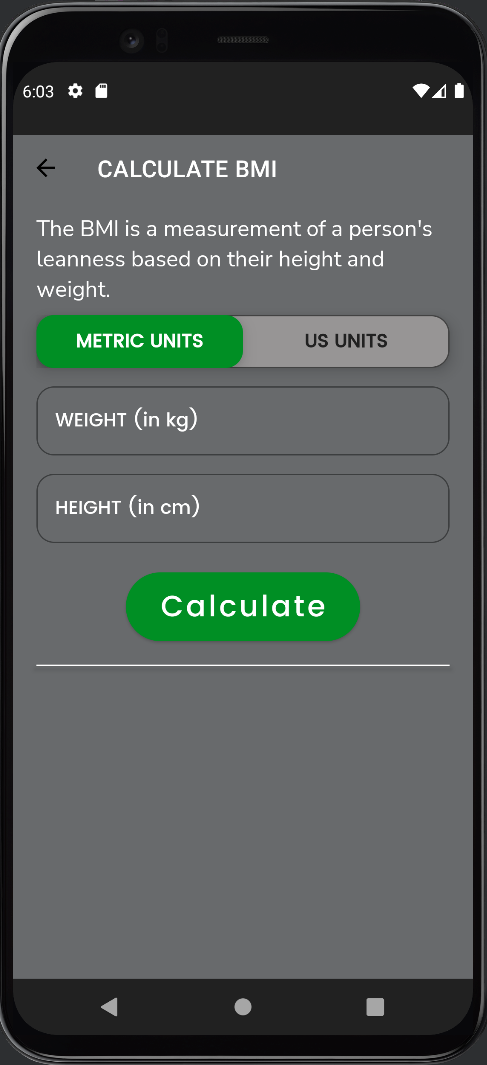 6:03
CALCULATE BMI
The BMI is a measurement of a person's
leanness based on their height and
weight.
METRIC UNITS US UNITS
WEIGHT (in kg)
HEIGHT (in cm)
Calculate